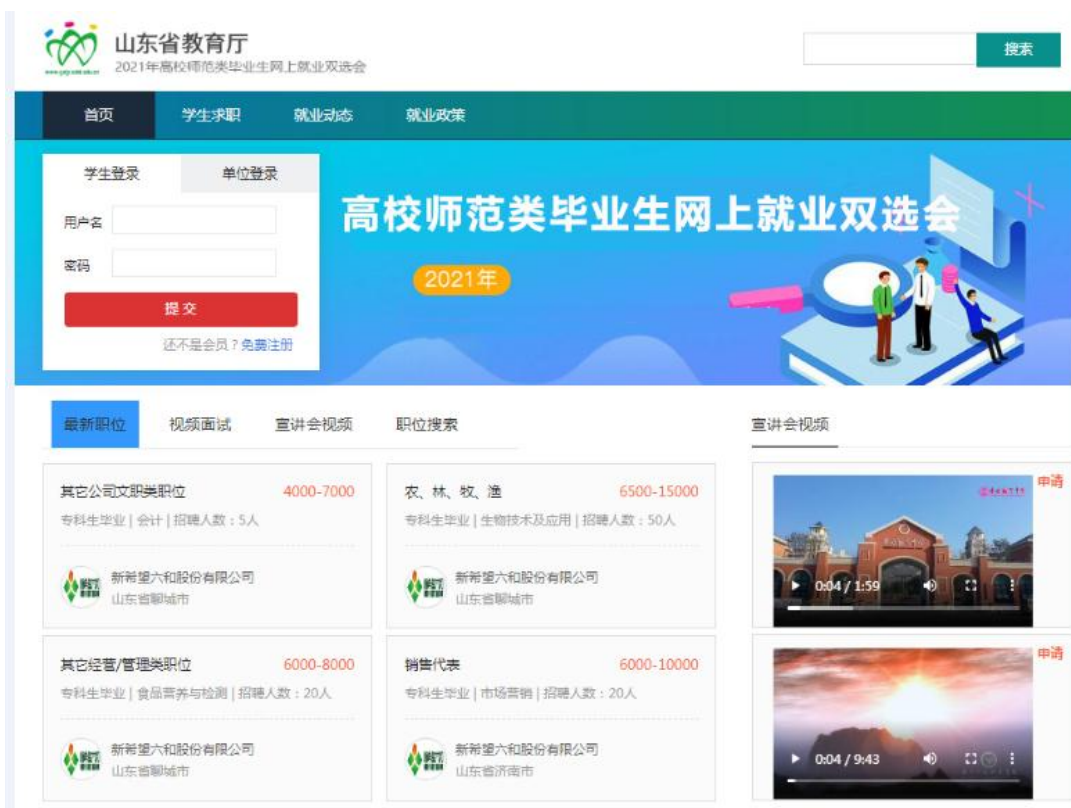 山东省教育厅
2021年高校师范类毕业生网上就业双选会
搜索
首页 学生求职 就业动态 就业政策
学生登录 单位登录
用户名
密码
提 交
还不是会员？免费注册
高校师范类毕业生网上就业双选会
2021年
最新职位 视频面试 宣讲会视频 职位搜索
宣讲会视频
其它公司文职类职位 4000-7000
专科生毕业 | 会计 | 招聘人数：5人
新希望六和股份有限公司
山东省聊城市
农、林、牧、渔 6500-15000
专科生毕业 | 生物技术及应用 | 招聘人数：50人
新希望六和股份有限公司
山东省聊城市
申请
0:04 / 1:59
其它经营/管理类职位 6000-8000
专科生毕业 | 食品营养与检测 | 招聘人数：20人
新希望六和股份有限公司
山东省聊城市
销售代表 6000-10000
专科生毕业 | 市场营销 | 招聘人数：20人
新希望六和股份有限公司
山东省济南市
申请
0:04 / 9:43